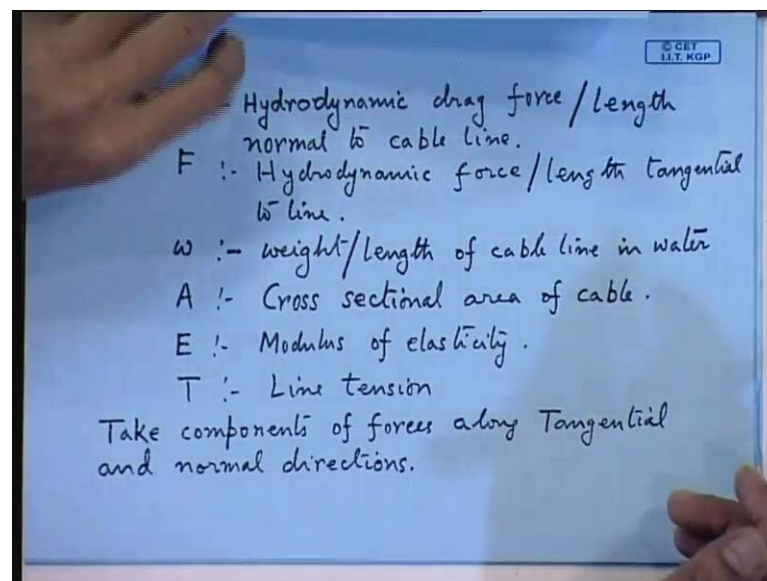 © CET
I.I.T. KGP
:- Hydrodynamic drag force/length
normal to cable line.
F :- Hydrodynamic force/length tangential
to line.
w :- weight/length of cable line in water
A :- Cross sectional area of cable.
E :- Modulus of elasticity.
T :- Line tension
Take components of forces along Tangential
and normal directions.